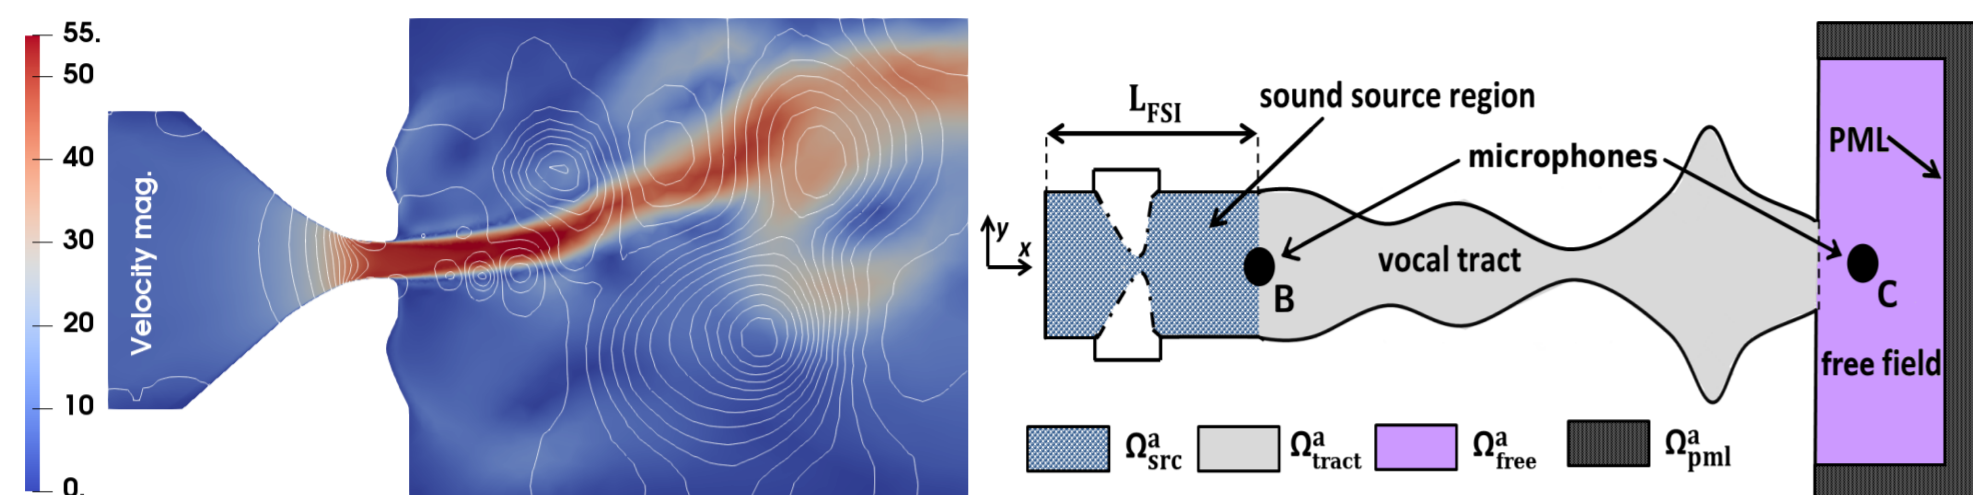 55.
50
40
30
20
10
0.
Velocity mag.
L_FSI
sound source region
microphones
PML
y
x
B
vocal tract
C
free field
Ω^a_src
Ω^a_tract
Ω^a_free
Ω^a_pml